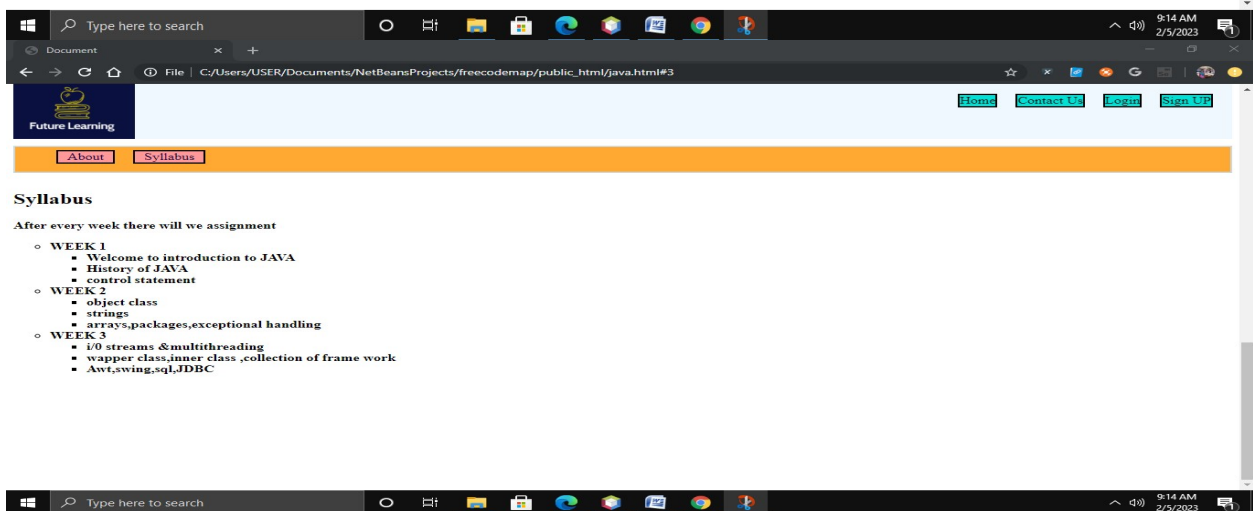 Type here to search
9:14 AM
2/5/2023
Document
File | C:/Users/USER/Documents/NetBeansProjects/freecodemap/public_html/java.html#3
Future Learning
Home Contact Us Login Sign UP
About Syllabus
Syllabus
After every week there will we assignment
WEEK 1
Welcome to introduction to JAVA
History of JAVA
control statement
WEEK 2
object class
strings
arrays,packages,exceptional handling
WEEK 3
i/0 streams &multithreading
wapper class,inner class ,collection of frame work
Awt,swing,sql,JDBC
Type here to search
9:14 AM
2/5/2023